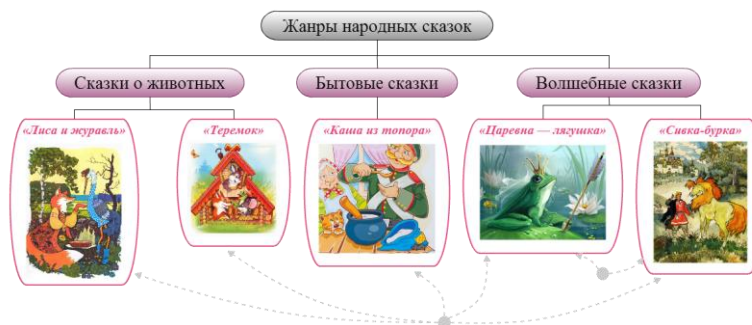 Жанры народных сказок
Сказки о животных
Бытовые сказки
Волшебные сказки
«Лиса и журавль»
«Теремок»
«Каша из топора»
«Царевна — лягушка»
«Сивка-бурка»